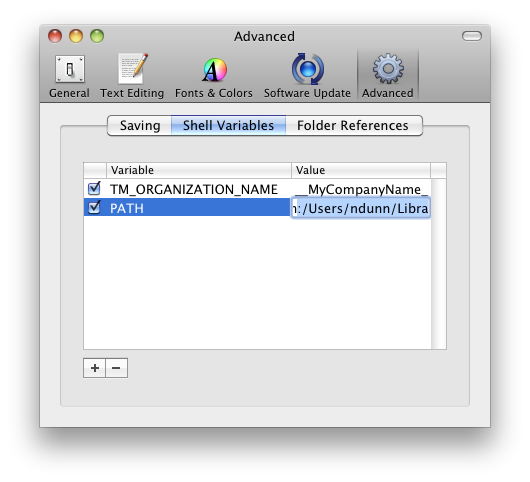 Advanced
General Text Editing Fonts & Colors Software Update Advanced
Saving Shell Variables Folder References
Variable Value
TM_ORGANIZATION_NAME __MyCompanyName_
PATH :/Users/ndunn/Libra
+ −